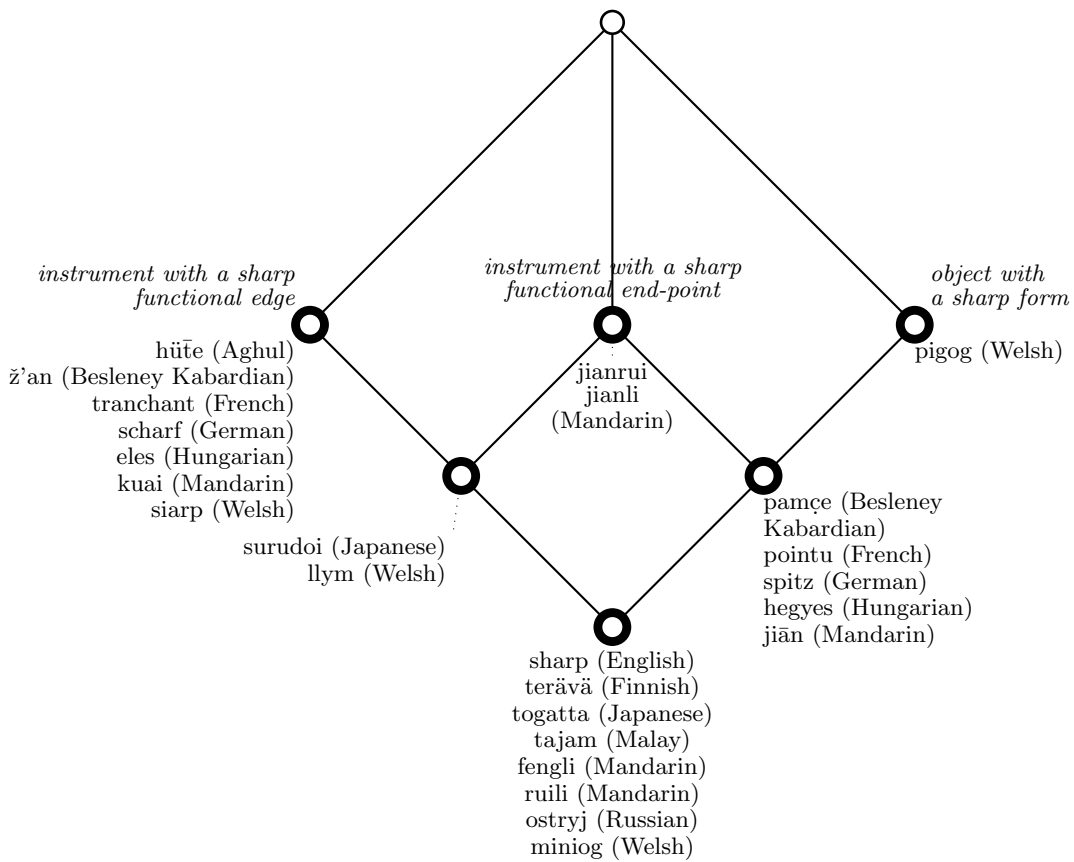 instrument with a sharp
functional edge
instrument with a sharp
functional end-point
object with
a sharp form
hüt̄e (Aghul)
ž'an (Besleney Kabardian)
tranchant (French)
scharf (German)
eles (Hungarian)
kuai (Mandarin)
siarp (Welsh)
jianrui
jianli
(Mandarin)
pigog (Welsh)
surudoi (Japanese)
llym (Welsh)
pamc̣e (Besleney
Kabardian)
pointu (French)
spitz (German)
hegyes (Hungarian)
jiān (Mandarin)
sharp (English)
terävä (Finnish)
togatta (Japanese)
tajam (Malay)
fengli (Mandarin)
ruili (Mandarin)
ostryj (Russian)
miniog (Welsh)